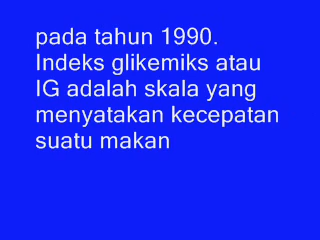 pada tahun 1990.
Indeks glikemiks atau
IG adalah skala yang
menyatakan kecepatan
suatu makan